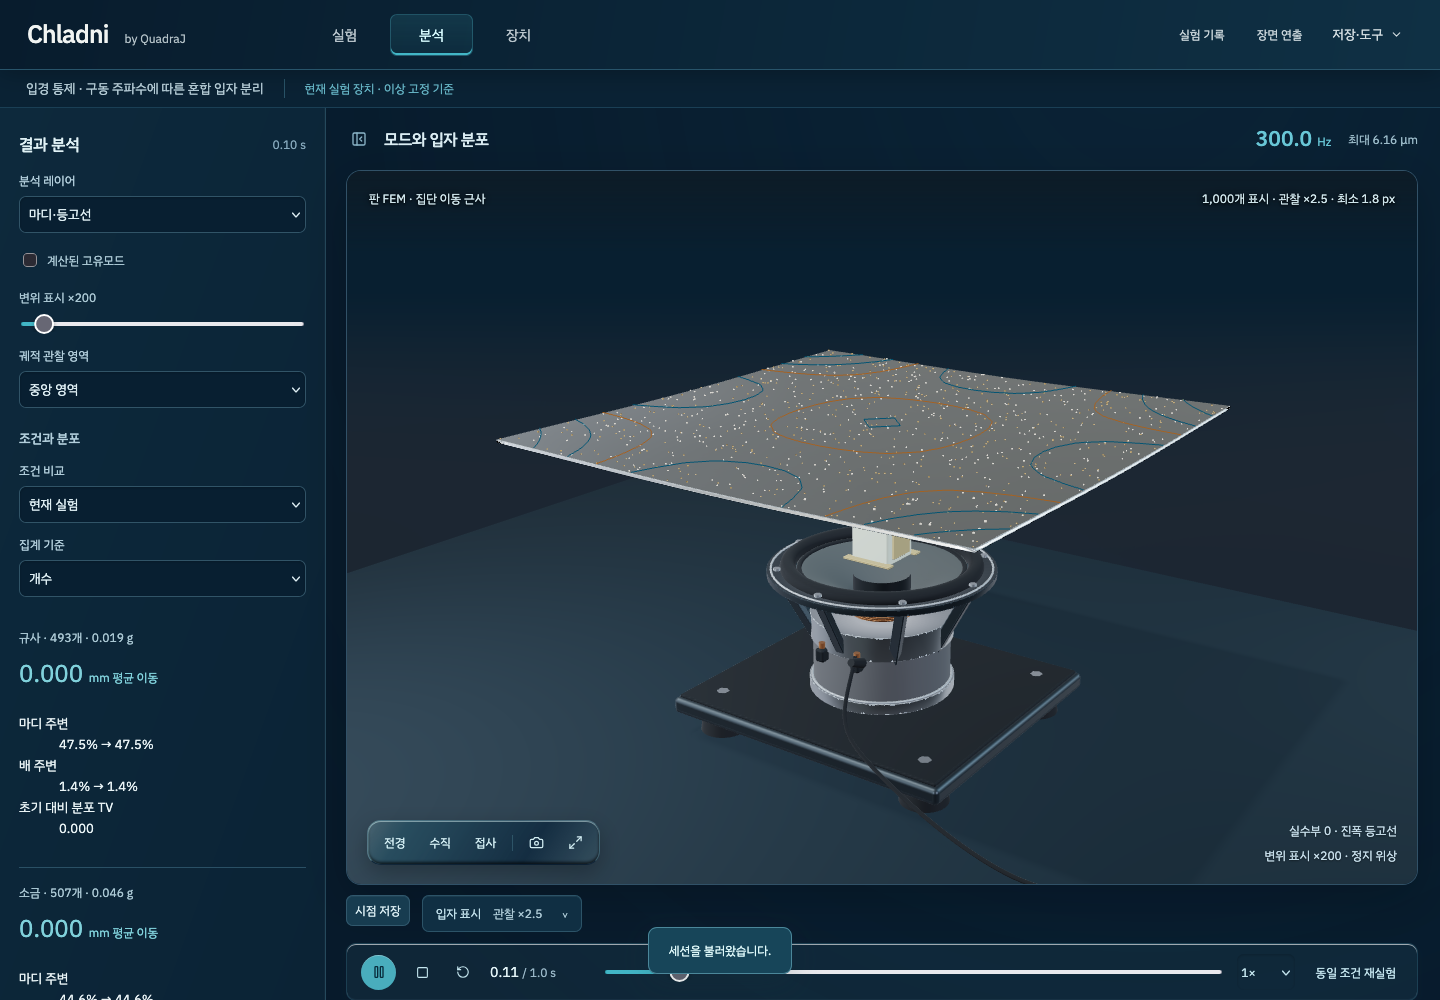 Chladni by QuadraJ
실험 분석 장치
실험 기록 장면 연출 저장·도구
입경 통제 · 구동 주파수에 따른 혼합 입자 분리 현재 실험 장치 · 이상 고정 기준
결과 분석 0.10 s
분석 레이어
마디·등고선
계산된 고유모드
변위 표시 ×200
궤적 관찰 영역
중앙 영역
조건과 분포
조건 비교
현재 실험
집계 기준
개수
규사 · 493개 · 0.019 g
0.000 mm 평균 이동
마디 주변
47.5% → 47.5%
배 주변
1.4% → 1.4%
초기 대비 분포 TV
0.000
소금 · 507개 · 0.046 g
0.000 mm 평균 이동
마디 주변
44.6% → 44.6%
모드와 입자 분포 300.0 Hz 최대 6.16 µm
판 FEM · 집단 이동 근사 1,000개 표시 · 관찰 ×2.5 · 최소 1.8 px
전경 수직 접사
실수부 0 · 진폭 등고선
변위 표시 ×200 · 정지 위상
시점 저장 입자 표시 관찰 ×2.5
세션을 불러왔습니다.
0.11 / 1.0 s 1× 동일 조건 재실험